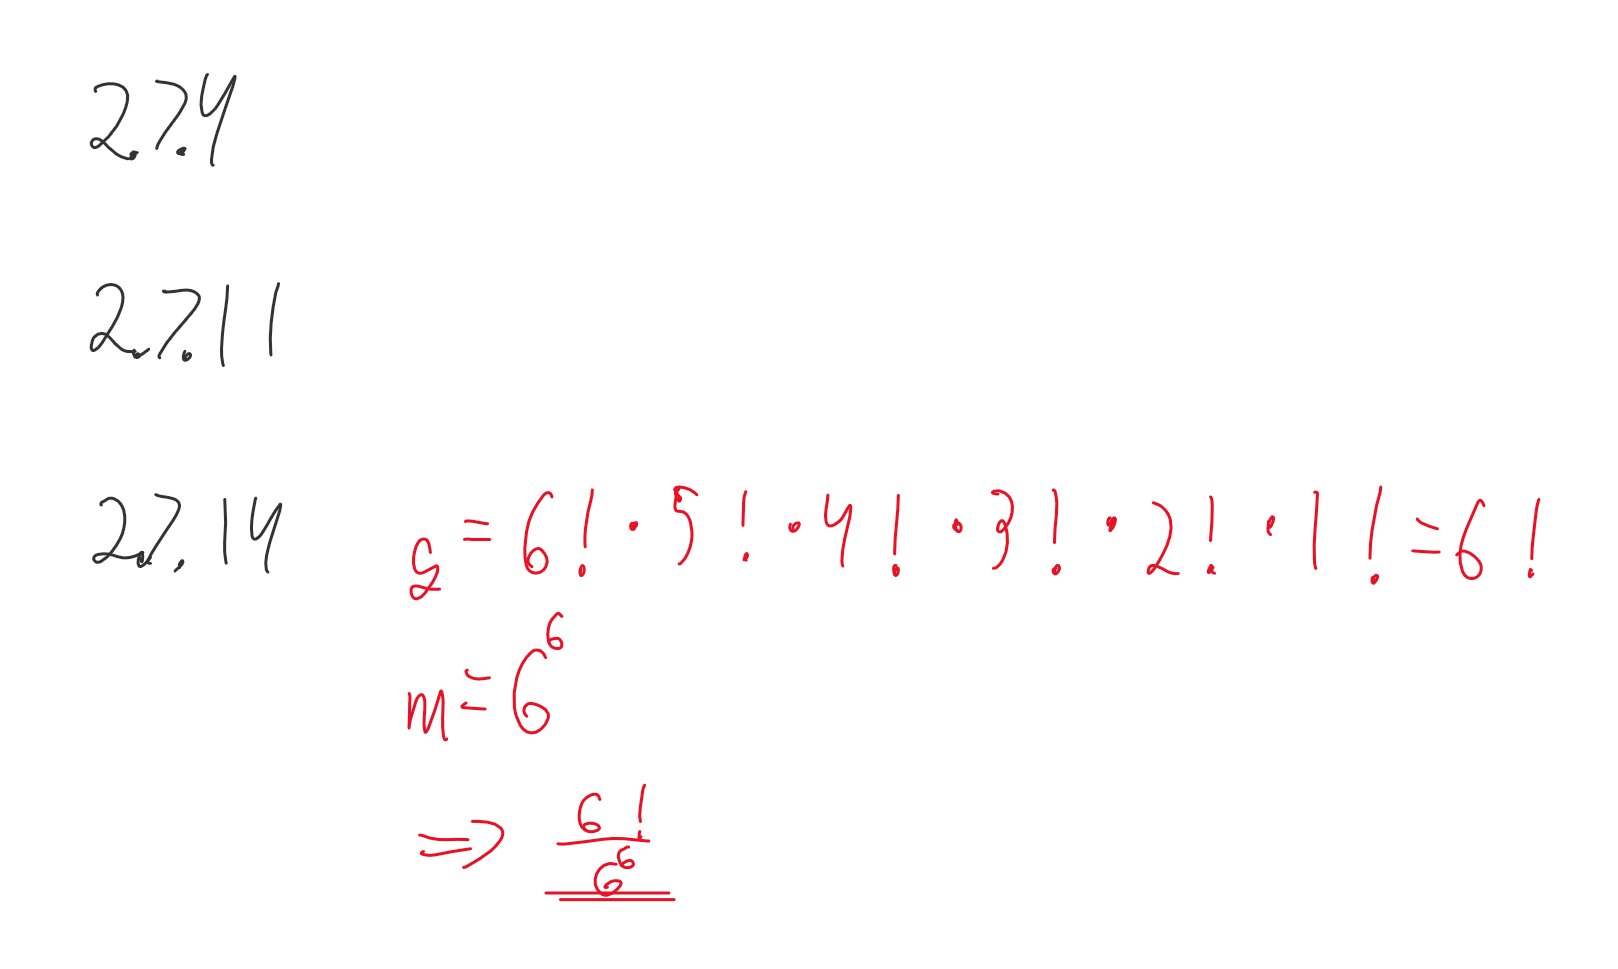 2.7.4
2.7.11
2.7.14 g = 6! · 5! · 4! · 3! · 2! · 1! = 6!
m = 6^6
=> 6!/6^6